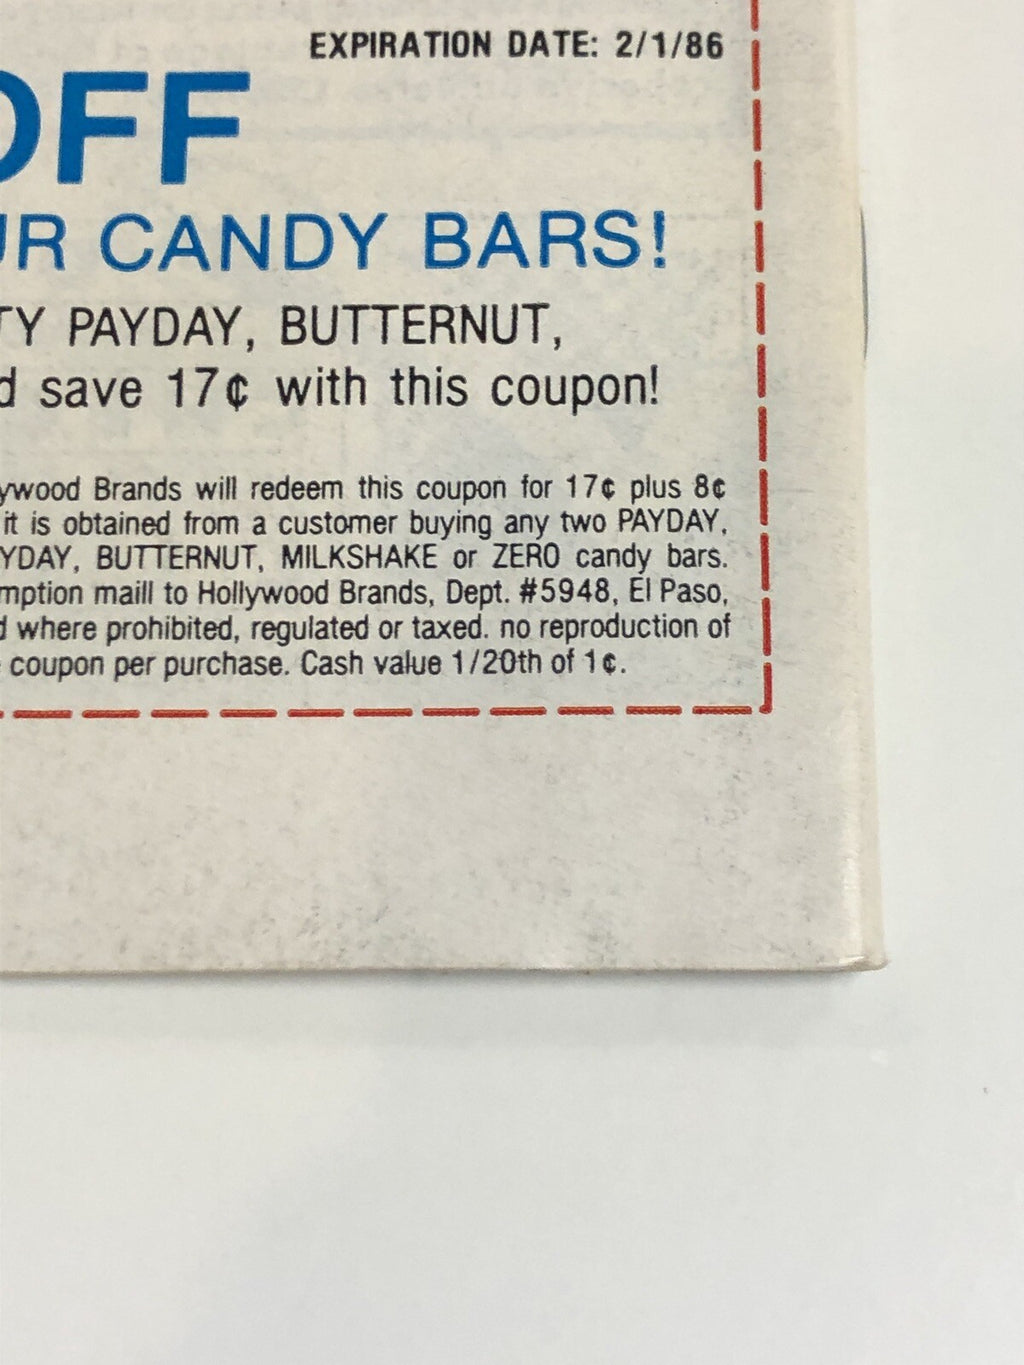 EXPIRATION DATE: 2/1/86
OFF
UR CANDY BARS!
TY PAYDAY, BUTTERNUT,
d save 17¢ with this coupon!
ywood Brands will redeem this coupon for 17¢ plus 8¢
it is obtained from a customer buying any two PAYDAY,
YDAY, BUTTERNUT, MILKSHAKE or ZERO candy bars.
mption maill to Hollywood Brands, Dept. #5948, El Paso,
d where prohibited, regulated or taxed. no reproduction of
coupon per purchase. Cash value 1/20th of 1¢.